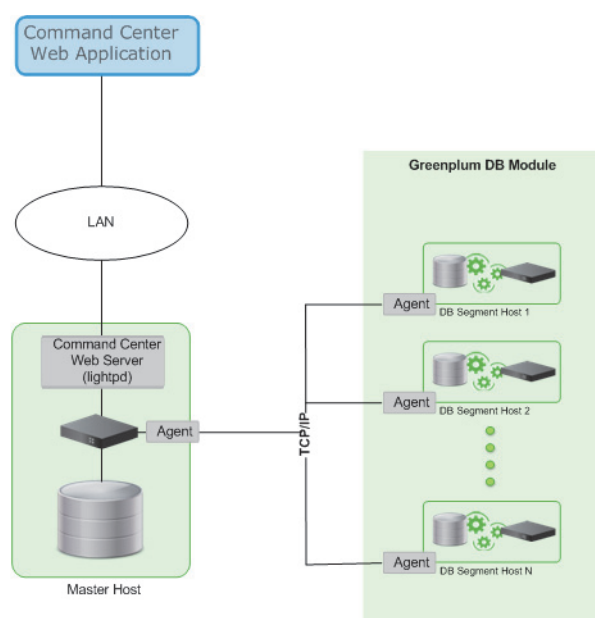 Command Center
Web Application
LAN
Command Center
Web Server
(lightpd)
Agent
Master Host
TCP/IP
Greenplum DB Module
Agent
DB Segment Host 1
Agent
DB Segment Host 2
Agent
DB Segment Host N